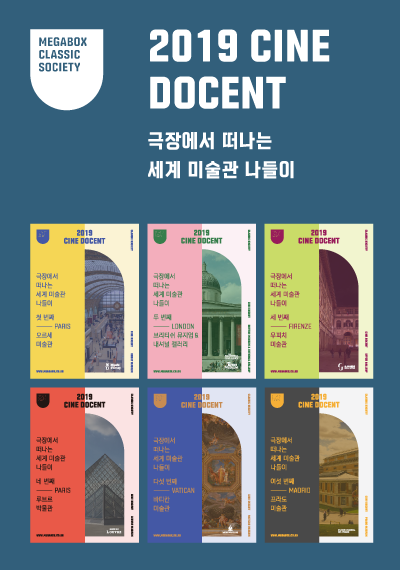 MEGABOX
CLASSIC
SOCIETY
2019 CINE
DOCENT
극장에서 떠나는
세계 미술관 나들이
2019
CINE DOCENT
극장에서
떠나는
세계 미술관
나들이
첫 번째
PARIS
오르세
미술관
2019
CINE DOCENT
극장에서
떠나는
세계 미술관
나들이
두 번째
LONDON
브리티쉬 뮤지엄 &
내셔널 갤러리
2019
CINE DOCENT
극장에서
떠나는
세계 미술관
나들이
세 번째
FIRENZE
우피치
미술관
2019
CINE DOCENT
극장에서
떠나는
세계 미술관
나들이
네 번째
PARIS
루브르
박물관
LOUVRE
2019
CINE DOCENT
극장에서
떠나는
세계 미술관
나들이
다섯 번째
VATICAN
바티칸
미술관
2019
CINE DOCENT
극장에서
떠나는
세계 미술관
나들이
여섯 번째
MADRID
프라도
미술관